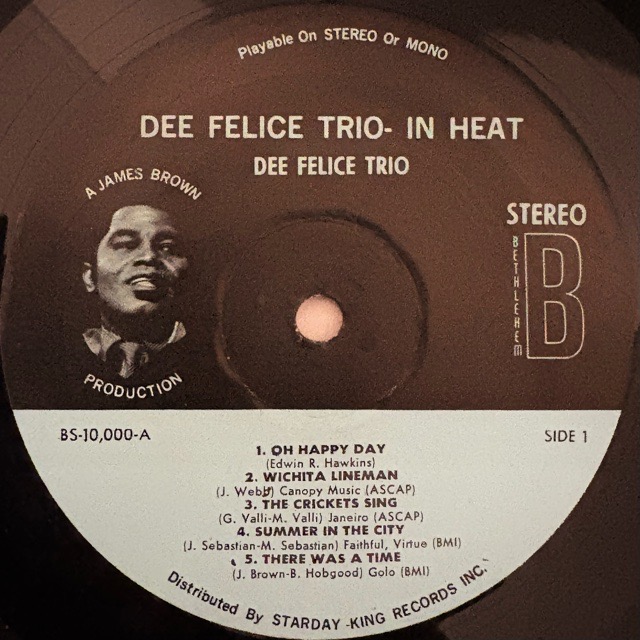 Playable On STEREO Or MONO
DEE FELICE TRIO- IN HEAT
DEE FELICE TRIO
A JAMES BROWN
PRODUCTION
STEREO
BETHLEHEM
B
BS-10,000-A
SIDE 1
1. OH HAPPY DAY
(Edwin R. Hawkins)
2. WICHITA LINEMAN
(J. Webb) Canopy Music (ASCAP)
3. THE CRICKETS SING
(G. Valli-M. Valli) Janeiro (ASCAP)
4. SUMMER IN THE CITY
(J. Sebastian-M. Sebastian) Faithful, Virtue (BMI)
5. THERE WAS A TIME
(J. Brown-B. Hobgood) Golo (BMI)
Distributed By STARDAY-KING RECORDS INC.